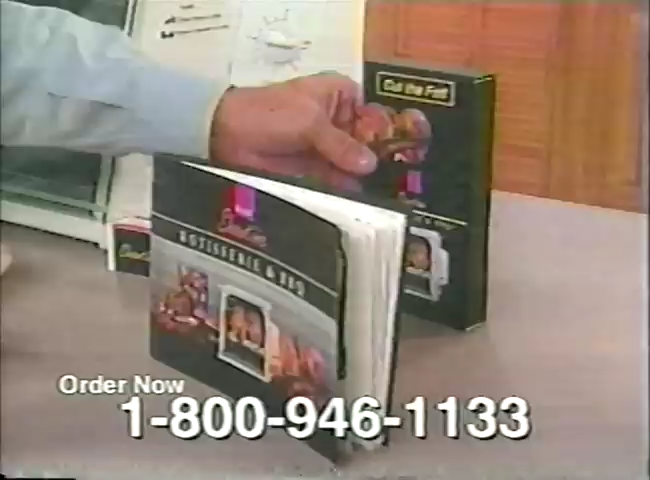 Cut the Fat!
ROTISSERIE & BBQ
Order Now
1-800-946-1133